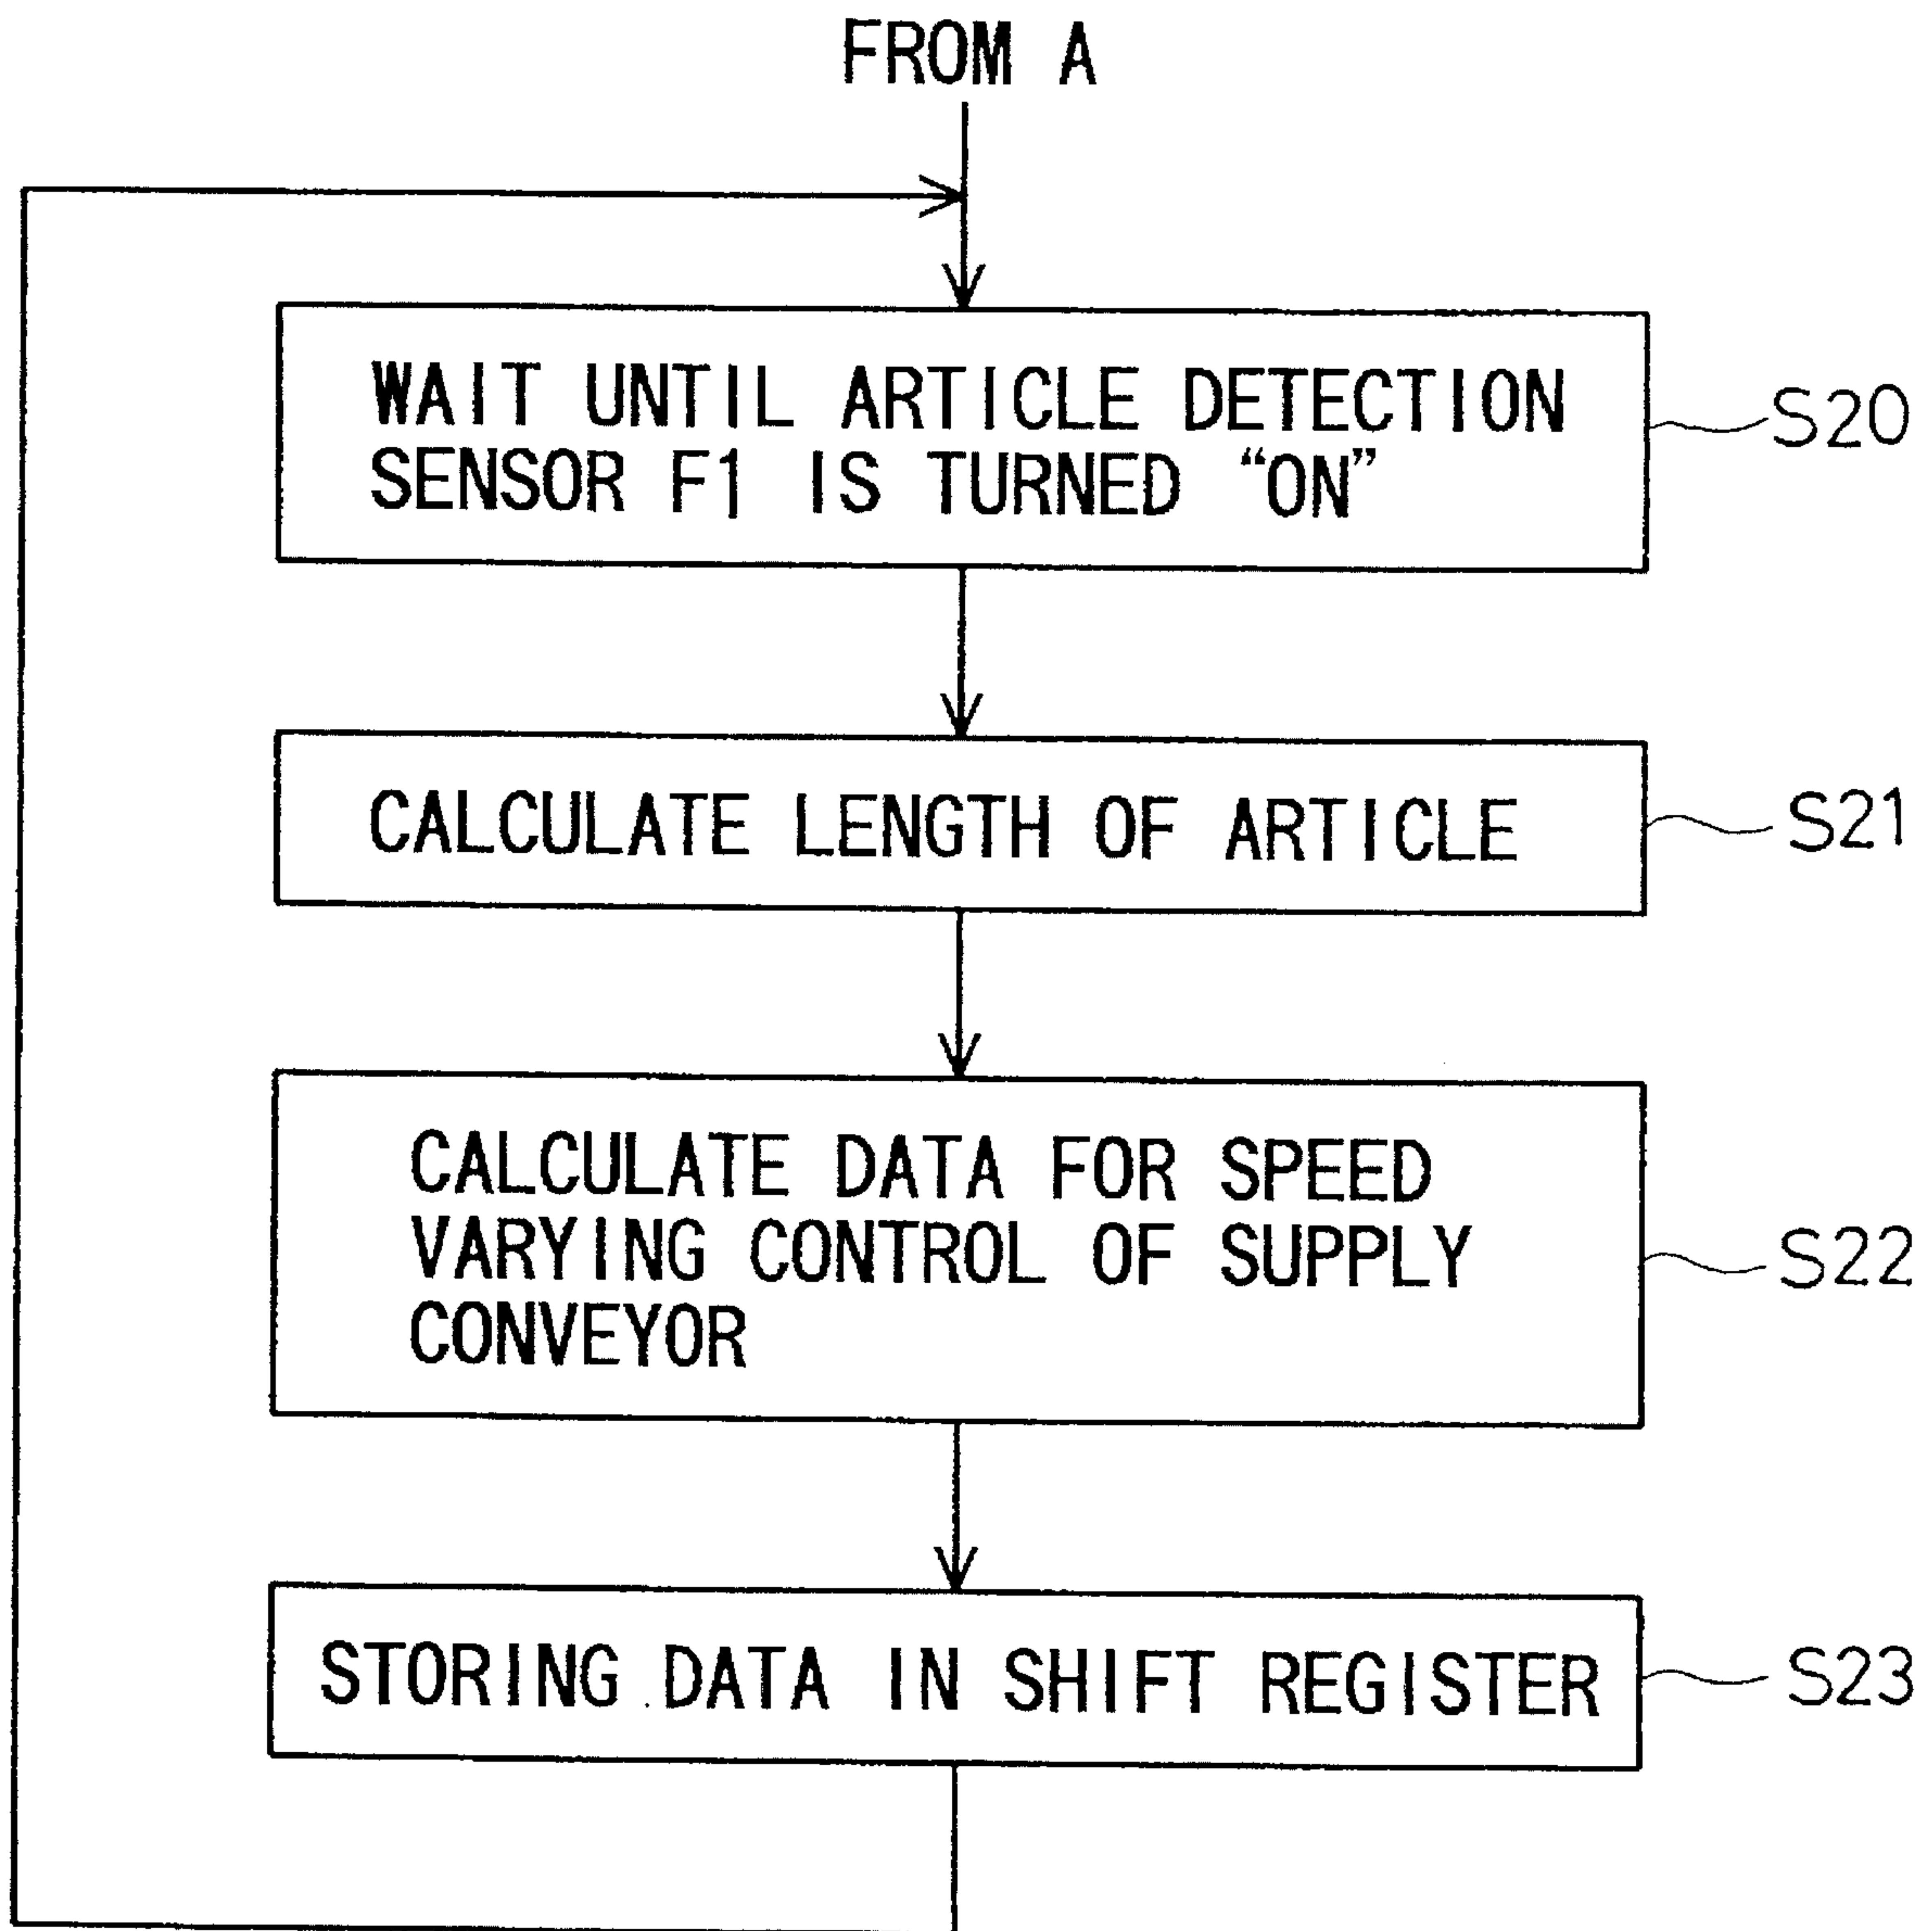 FROM A
WAIT UNTIL ARTICLE DETECTION
SENSOR F1 IS TURNED “ON”
S20
CALCULATE LENGTH OF ARTICLE
S21
CALCULATE DATA FOR SPEED
VARYING CONTROL OF SUPPLY
CONVEYOR
S22
STORING DATA IN SHIFT REGISTER
S23